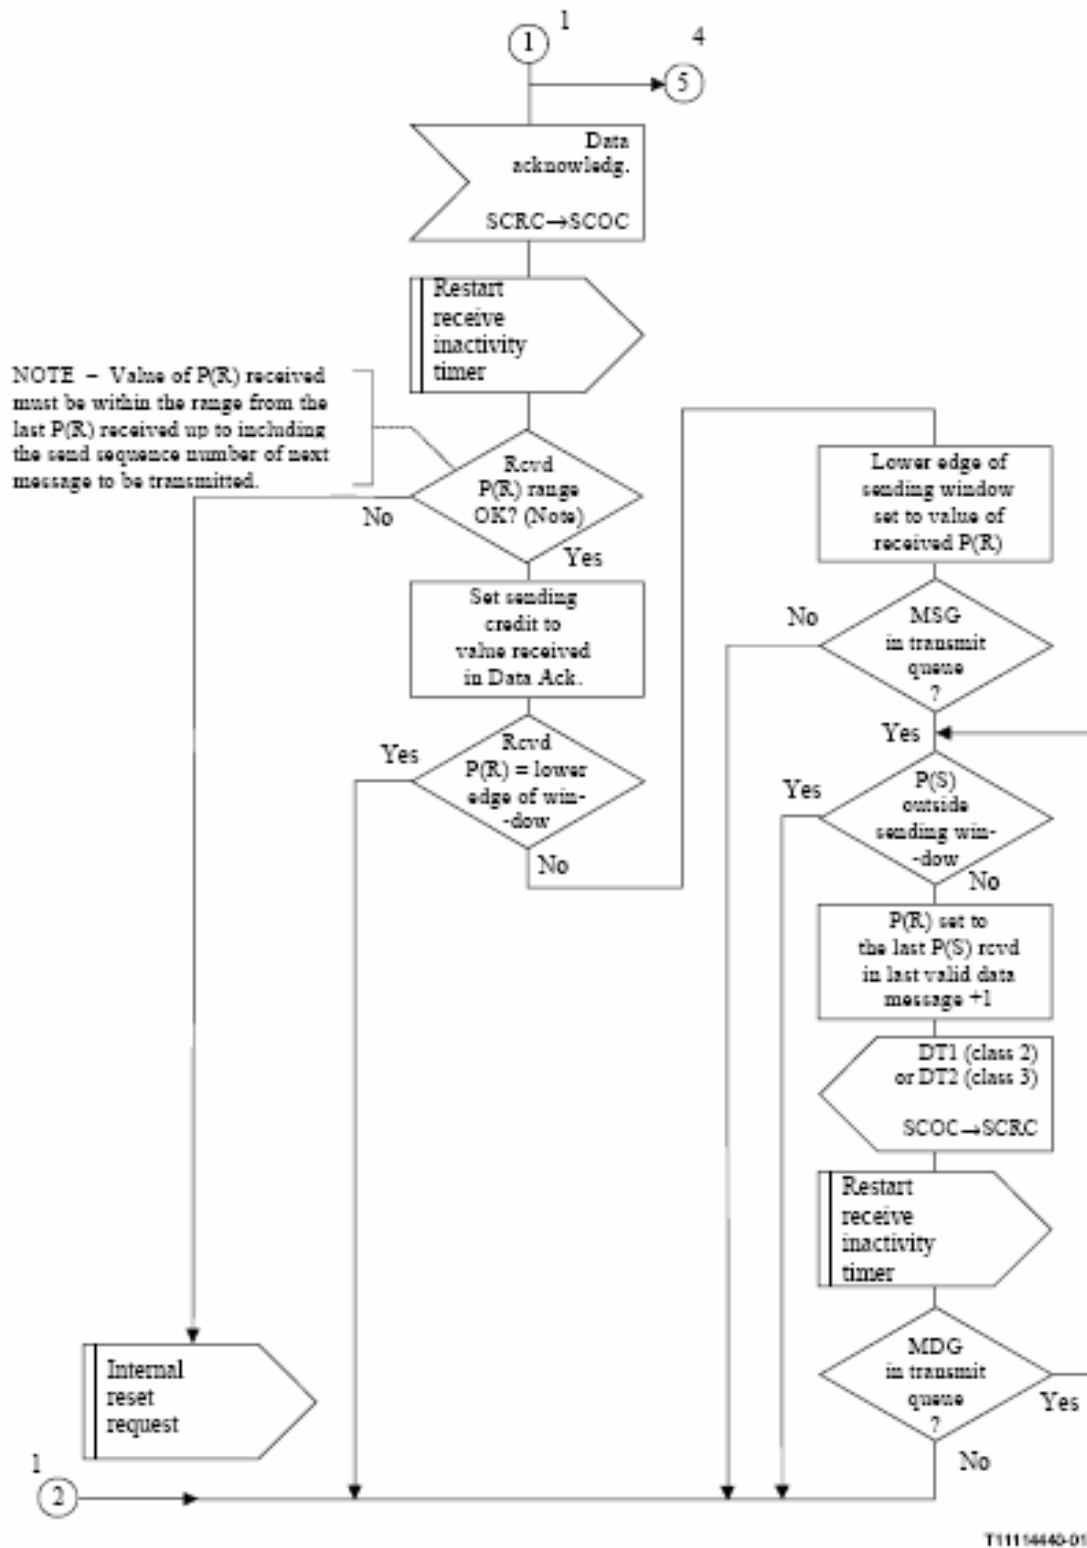 1
1
4
5
Data
acknowledg.
SCRC→SCOC
Restart
receive
inactivity
timer
NOTE – Value of P(R) received
must be within the range from the
last P(R) received up to including
the send sequence number of next
message to be transmitted.
Rcvd
P(R) range
OK? (Note)
No
Yes
Set sending
credit to
value received
in Data Ack.
Rcvd
P(R) = lower
edge of win-
-dow
Yes
No
Lower edge of
sending window
set to value of
received P(R)
MSG
in transmit
queue
?
No
Yes
P(S)
outside
sending win-
-dow
Yes
No
P(R) set to
the last P(S) rcvd
in last valid data
message +1
DT1 (class 2)
or DT2 (class 3)
SCOC→SCRC
Restart
receive
inactivity
timer
MDG
in transmit
queue
?
Yes
No
Internal
reset
request
1
2
T11114440-01